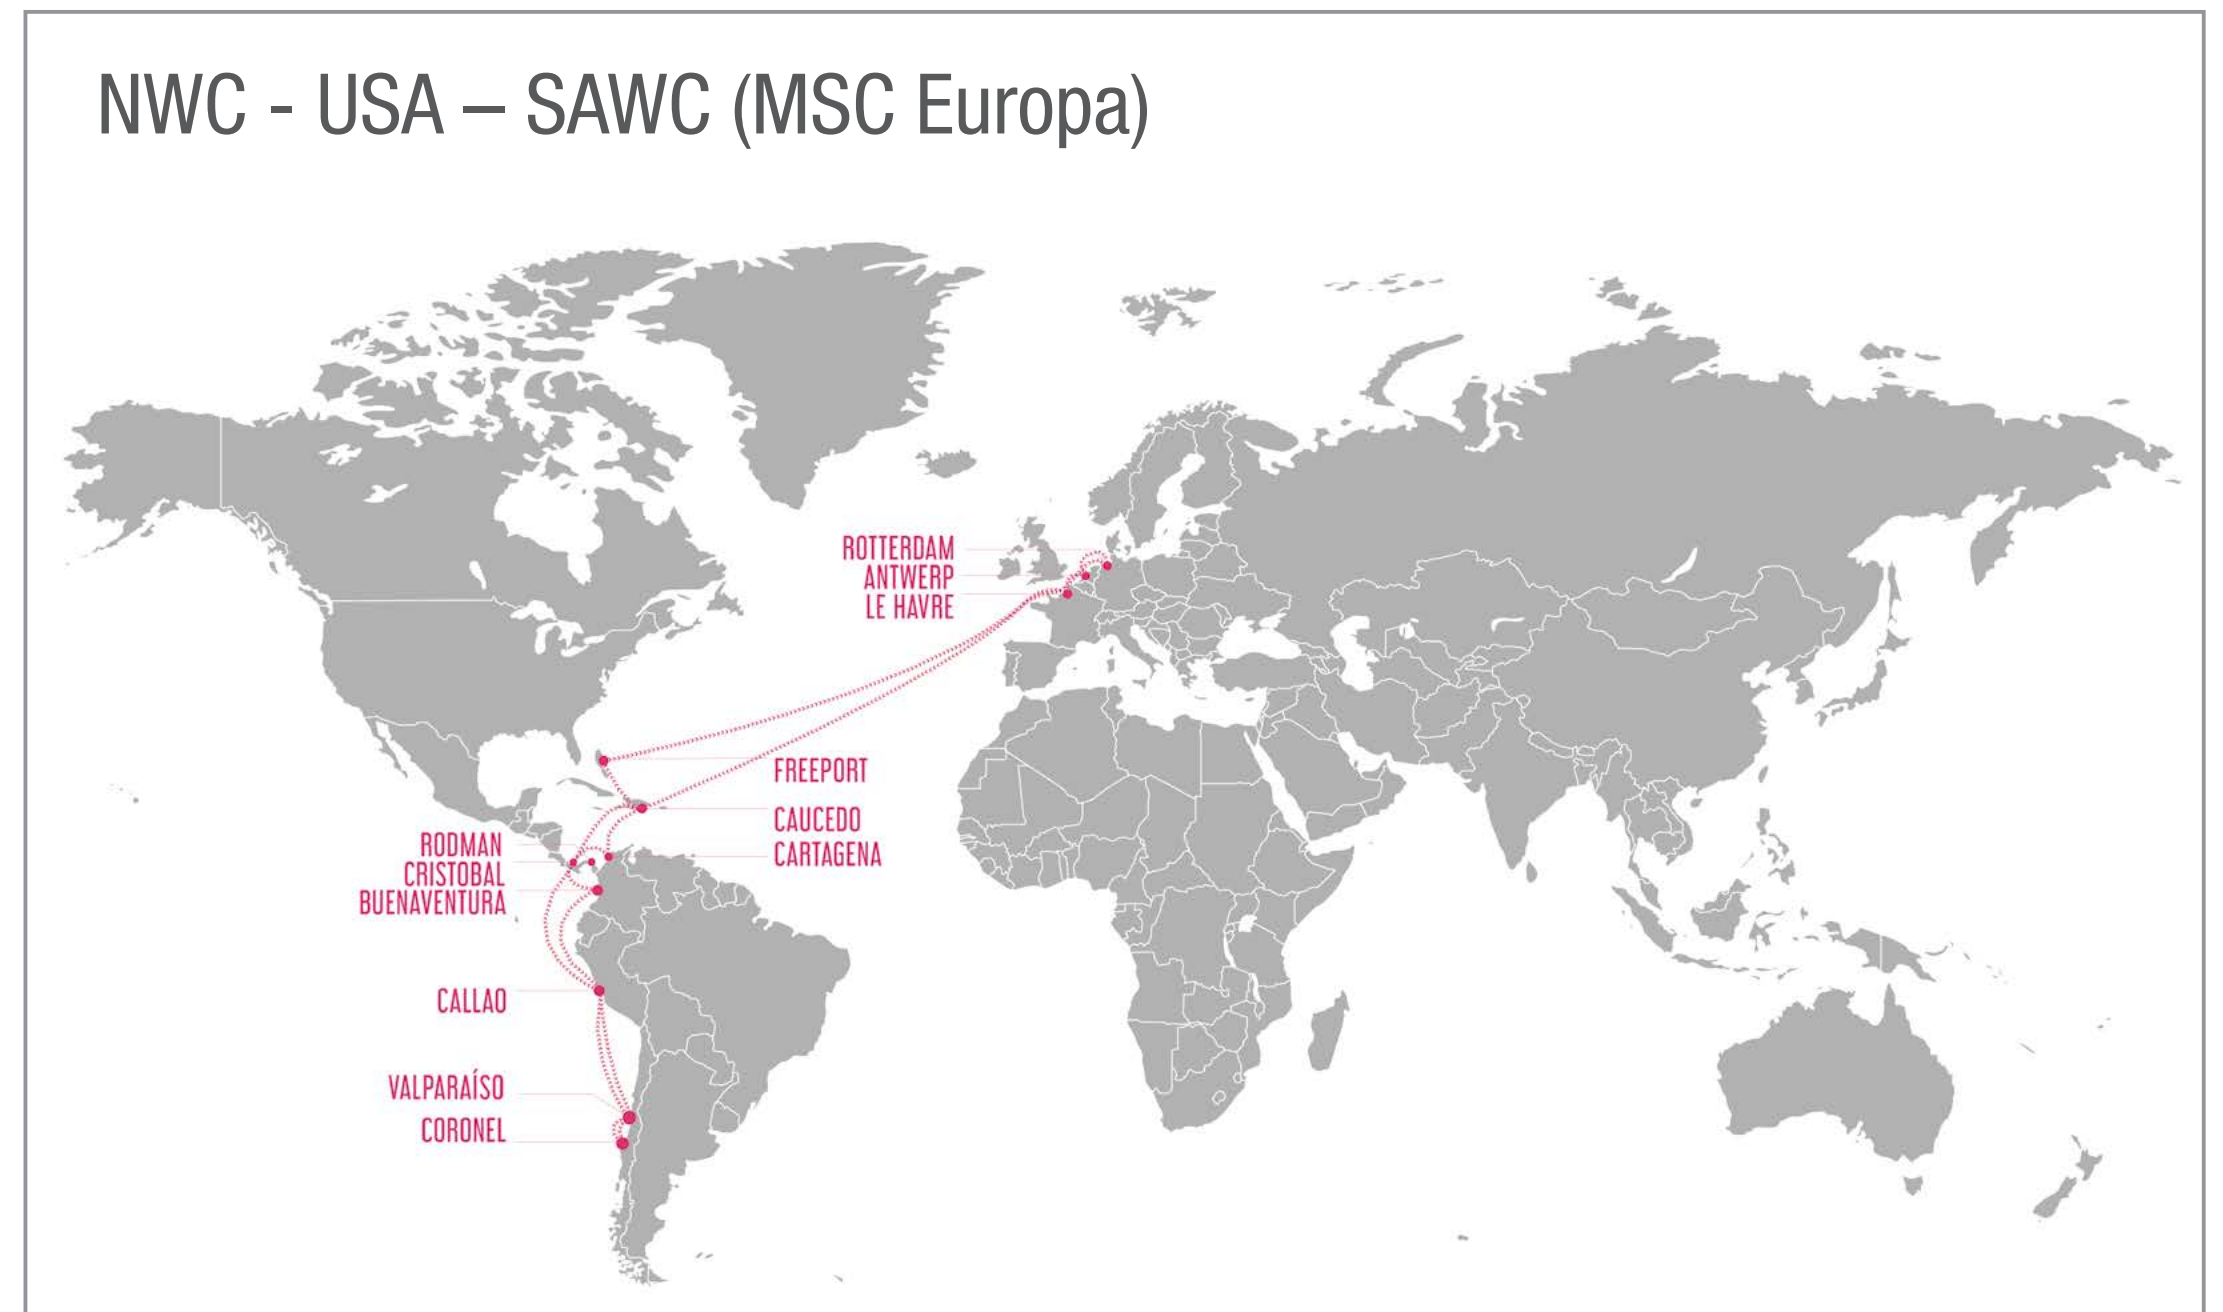 NWC - USA – SAWC (MSC Europa)
ROTTERDAM
ANTWERP
LE HAVRE
FREEPORT
CAUCEDO
CARTAGENA
RODMAN
CRISTOBAL
BUENAVENTURA
CALLAO
VALPARAÍSO
CORONEL